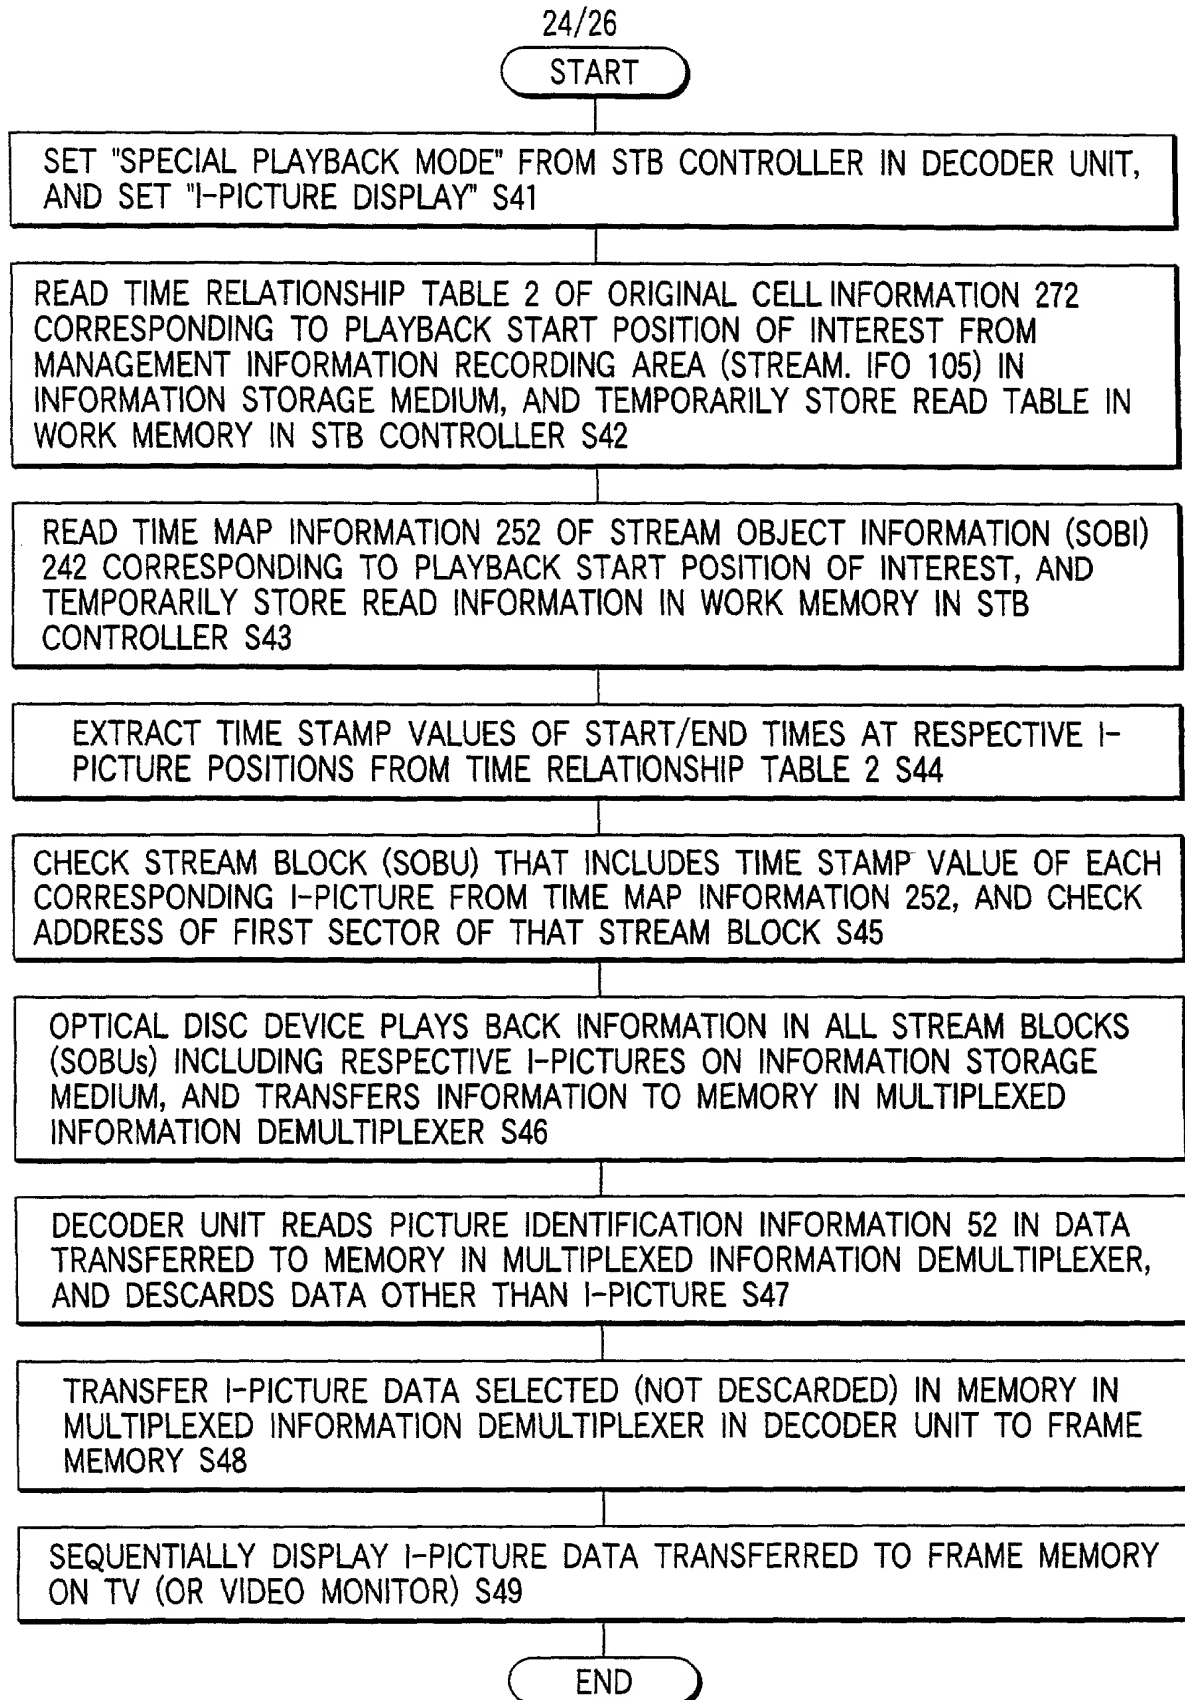 24/26
START
SET "SPECIAL PLAYBACK MODE" FROM STB CONTROLLER IN DECODER UNIT,
AND SET "I-PICTURE DISPLAY" S41
READ TIME RELATIONSHIP TABLE 2 OF ORIGINAL CELL INFORMATION 272
CORRESPONDING TO PLAYBACK START POSITION OF INTEREST FROM
MANAGEMENT INFORMATION RECORDING AREA (STREAM. IFO 105) IN
INFORMATION STORAGE MEDIUM, AND TEMPORARILY STORE READ TABLE IN
WORK MEMORY IN STB CONTROLLER S42
READ TIME MAP INFORMATION 252 OF STREAM OBJECT INFORMATION (SOBI)
242 CORRESPONDING TO PLAYBACK START POSITION OF INTEREST, AND
TEMPORARILY STORE READ INFORMATION IN WORK MEMORY IN STB
CONTROLLER S43
EXTRACT TIME STAMP VALUES OF START/END TIMES AT RESPECTIVE I-
PICTURE POSITIONS FROM TIME RELATIONSHIP TABLE 2 S44
CHECK STREAM BLOCK (SOBU) THAT INCLUDES TIME STAMP VALUE OF EACH
CORRESPONDING I-PICTURE FROM TIME MAP INFORMATION 252, AND CHECK
ADDRESS OF FIRST SECTOR OF THAT STREAM BLOCK S45
OPTICAL DISC DEVICE PLAYS BACK INFORMATION IN ALL STREAM BLOCKS
(SOBUs) INCLUDING RESPECTIVE I-PICTURES ON INFORMATION STORAGE
MEDIUM, AND TRANSFERS INFORMATION TO MEMORY IN MULTIPLEXED
INFORMATION DEMULTIPLEXER S46
DECODER UNIT READS PICTURE IDENTIFICATION INFORMATION 52 IN DATA
TRANSFERRED TO MEMORY IN MULTIPLEXED INFORMATION DEMULTIPLEXER,
AND DESCARDS DATA OTHER THAN I-PICTURE S47
TRANSFER I-PICTURE DATA SELECTED (NOT DESCARDED) IN MEMORY IN
MULTIPLEXED INFORMATION DEMULTIPLEXER IN DECODER UNIT TO FRAME
MEMORY S48
SEQUENTIALLY DISPLAY I-PICTURE DATA TRANSFERRED TO FRAME MEMORY
ON TV (OR VIDEO MONITOR) S49
END